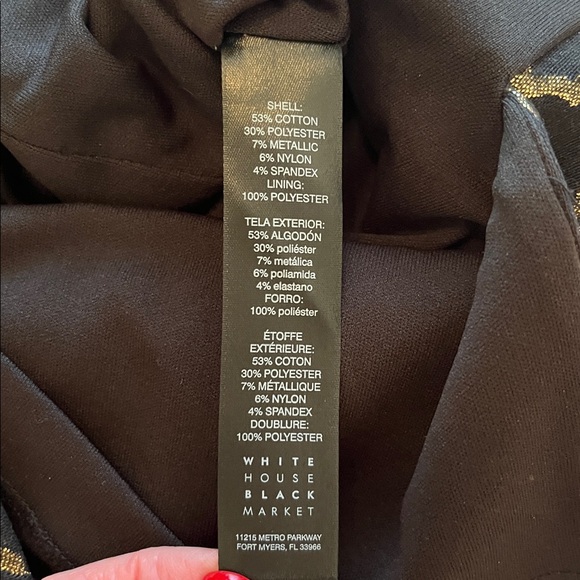 SHELL:
53% COTTON
30% POLYESTER
7% METALLIC
6% NYLON
4% SPANDEX
LINING:
100% POLYESTER
TELA EXTERIOR:
53% ALGODÓN
30% poliéster
7% metálica
6% poliamida
4% elastano
FORRO:
100% poliéster
ÉTOFFE
EXTÉRIEURE:
53% COTON
30% POLYESTER
7% MÉTALLIQUE
6% NYLON
4% SPANDEX
DOUBLURE:
100% POLYESTER
WHITE
HOUSE
BLACK
MARKET
11215 METRO PARKWAY
FORT MYERS, FL 33966